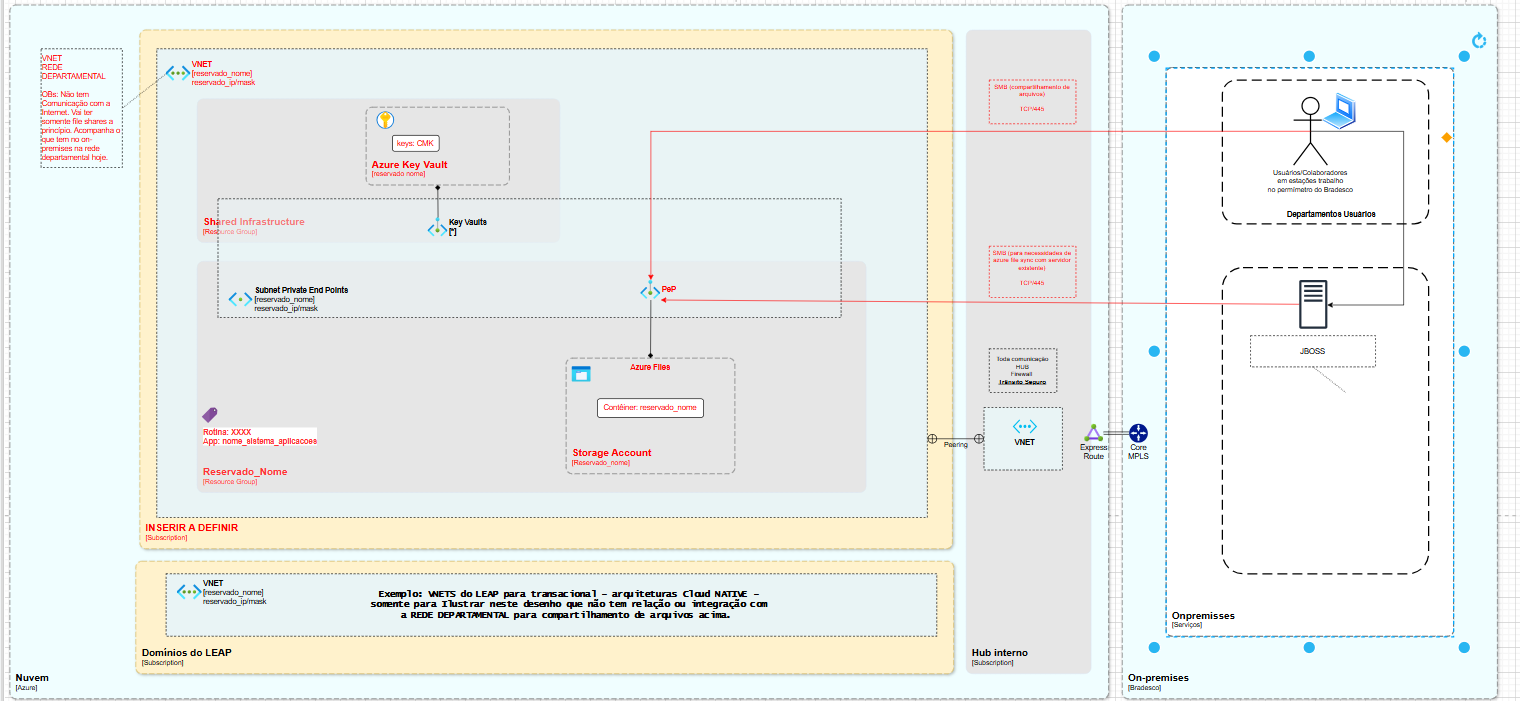 VNET
REDE
DEPARTAMENTAL
OBs: Não tem
Comunicação com a
Internet. Vai ter
somente file shares a
principio. Acompanha o
que tem no on-
premises na rede
departamental hoje.
VNET
[reservado_nome]
reservado_ip/mask
keys: CMK
Azure Key Vault
[reservado nome]
Shared Infrastructure
[Resource Group]
Key Vaults
[*]
Subnet Private End Points
[reservado_nome]
reservado_ip/mask
PeP
Azure Files
Contêiner: reservado_nome
Storage Account
[Reservado_nome]
Rotina: XXXX
App: nome_sistema_aplicacoes
Reservado_Nome
[Resource Group]
INSERIR A DEFINIR
[Subscription]
VNET
[reservado_nome]
reservado_ip/mask
Exemplo: VNETS do LEAP para transacional – arquiteturas Cloud NATIVE –
somente para Ilustrar neste desenho que não tem relação ou integração com
a REDE DEPARTAMENTAL para compartilhamento de arquivos acima.
Domínios do LEAP
[Subscription]
Nuvem
[Azure]
SMB (compartilhamento de
arquivos)
TCP/445
SMB (para necessidades de
azure file sync com servidor
existente)
TCP/445
Toda comunicação
HUB
Firewall
Trânsito Seguro
VNET
Peering
Hub interno
[Subscription]
Express
Route
Core
MPLS
Usuários/Colaboradores
em estações trabalho
no permímetro do Bradesco
Departamentos Usuários
JBOSS
Onpremisses
[Serviços]
On-premises
[Bradesco]